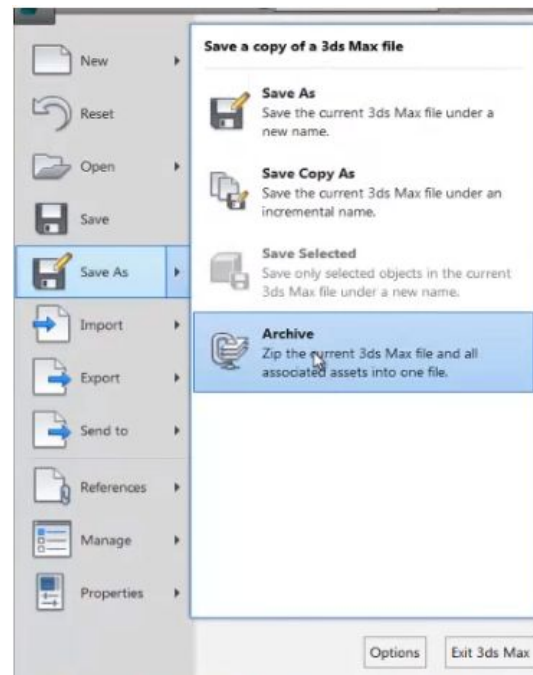 New
Reset
Open
Save
Save As
Import
Export
Send to
References
Manage
Properties
Save a copy of a 3ds Max file
Save As
Save the current 3ds Max file under a
new name.
Save Copy As
Save the current 3ds Max file under an
incremental name.
Save Selected
Save only selected objects in the current
3ds Max file under a new name.
Archive
Zip the current 3ds Max file and all
associated assets into one file.
Options
Exit 3ds Max